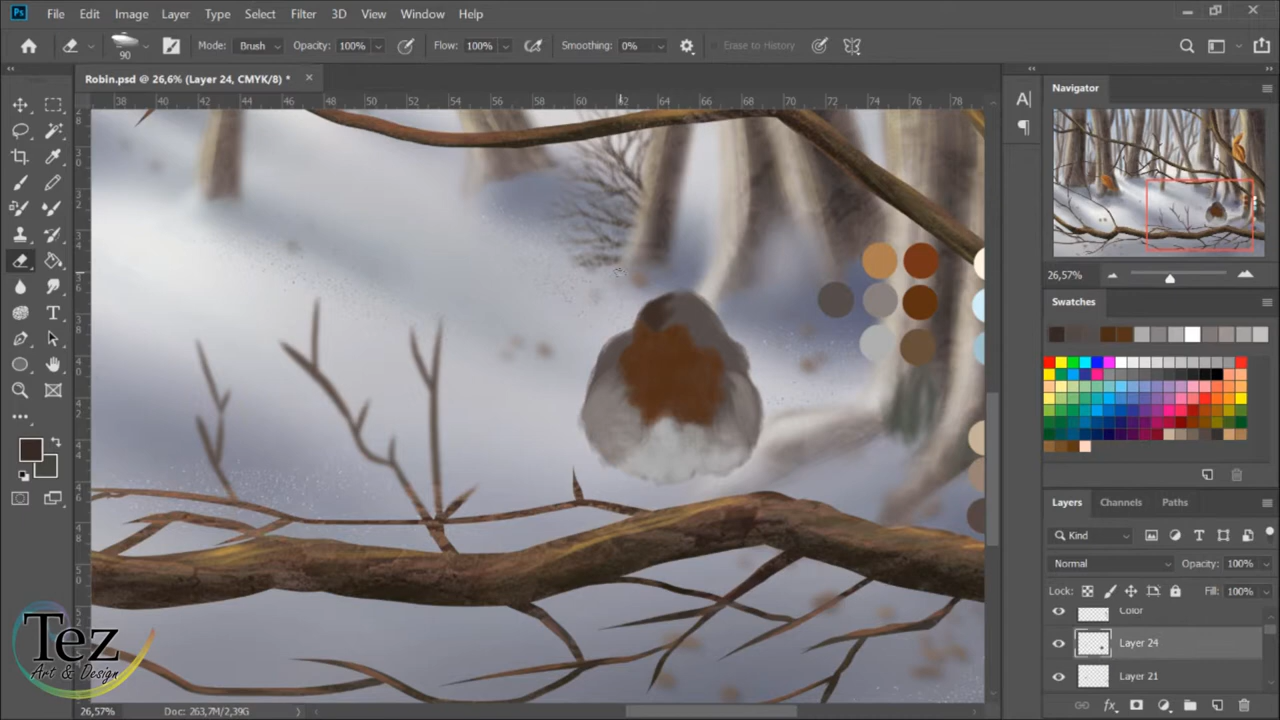 Ps File Edit Image Layer Type Select Filter 3D View Window Help
90 Mode: Brush Opacity: 100% Flow: 100% Smoothing: 0% Erase to History
Robin.psd @ 26,6% (Layer 24, CMYK/8) * ×
38 40 42 44 46 48 50 52 54 56 58 60 62 64 66 68 70 72 74 76 78
Navigator
26,57%
Swatches
Layers Channels Paths
Kind
Normal Opacity: 100%
Lock: Fill: 100%
Color
Layer 24
Layer 21
Tez
Art & Design
26,57% Doc: 263,7M/2,39G